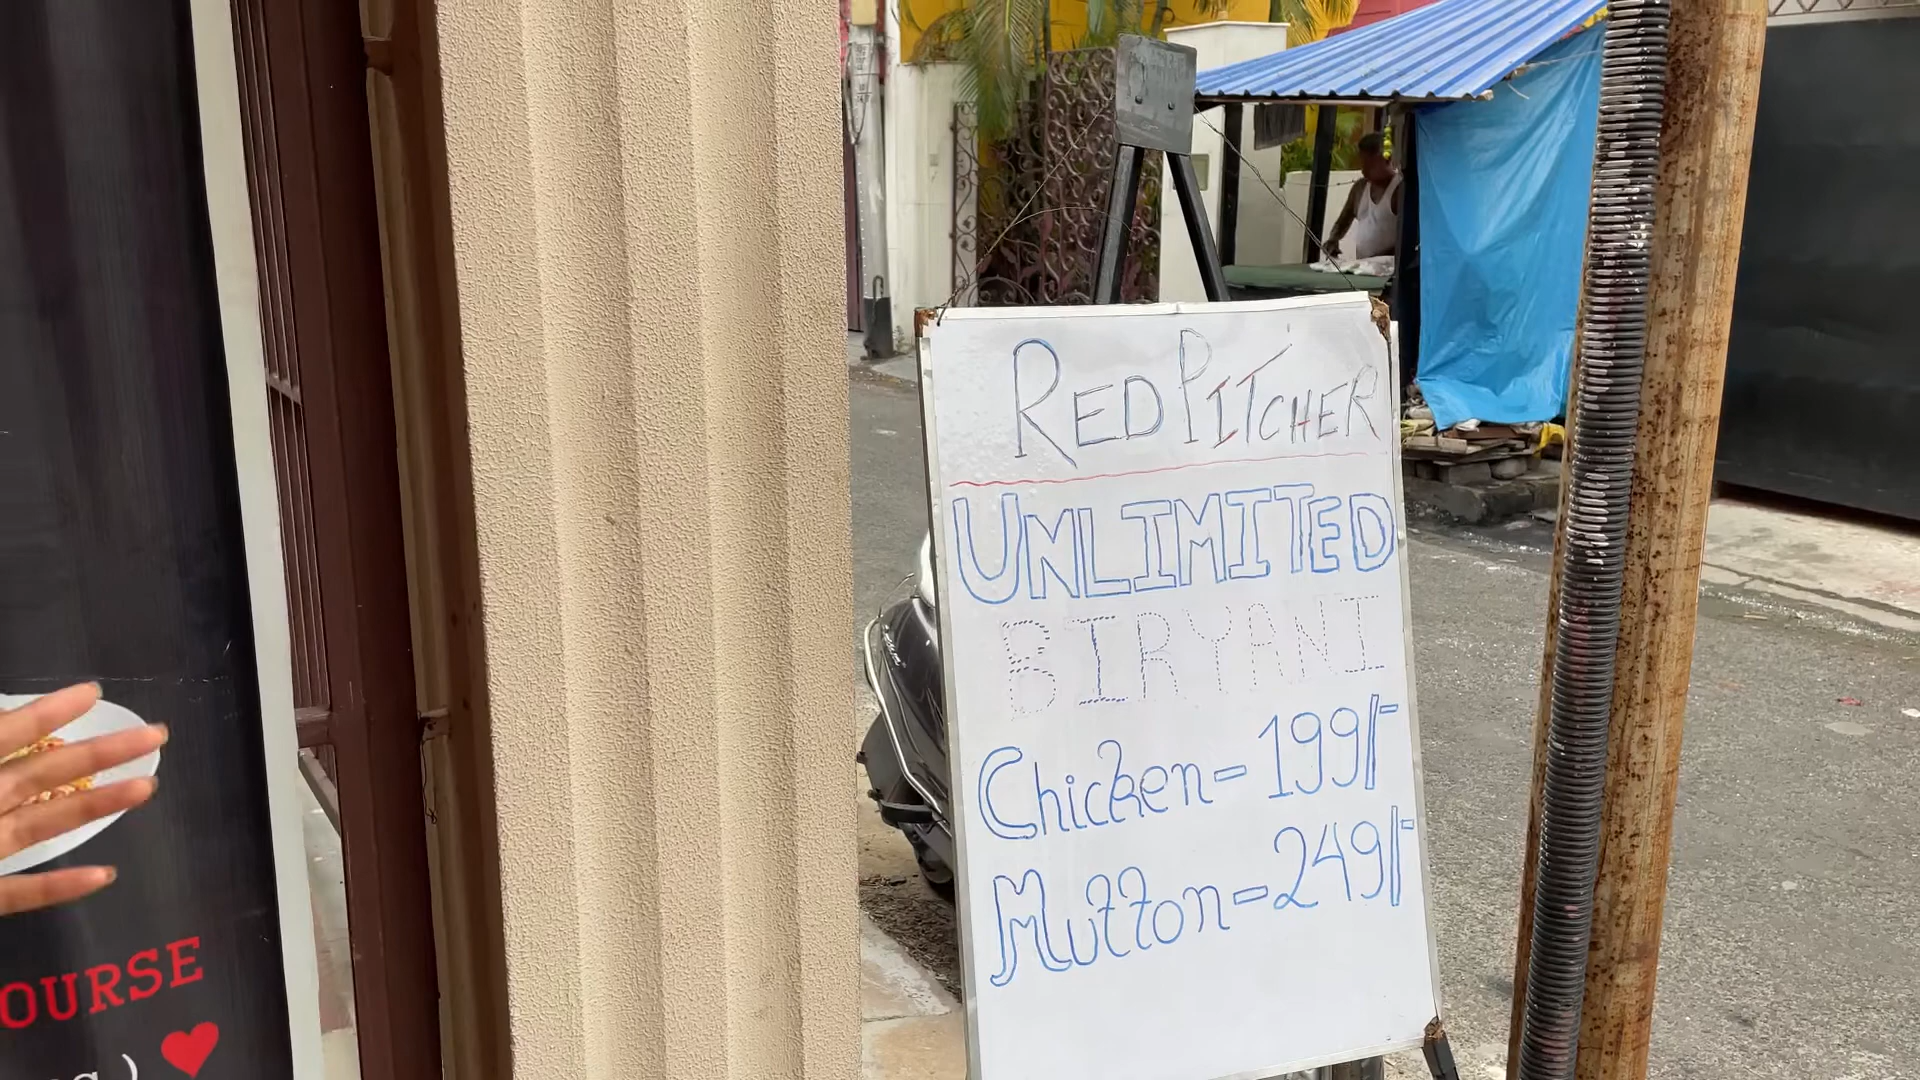 RED PITCHER
UNLIMITED
BIRYANI
Chicken-199/-
Mutton-249/-
OURSE